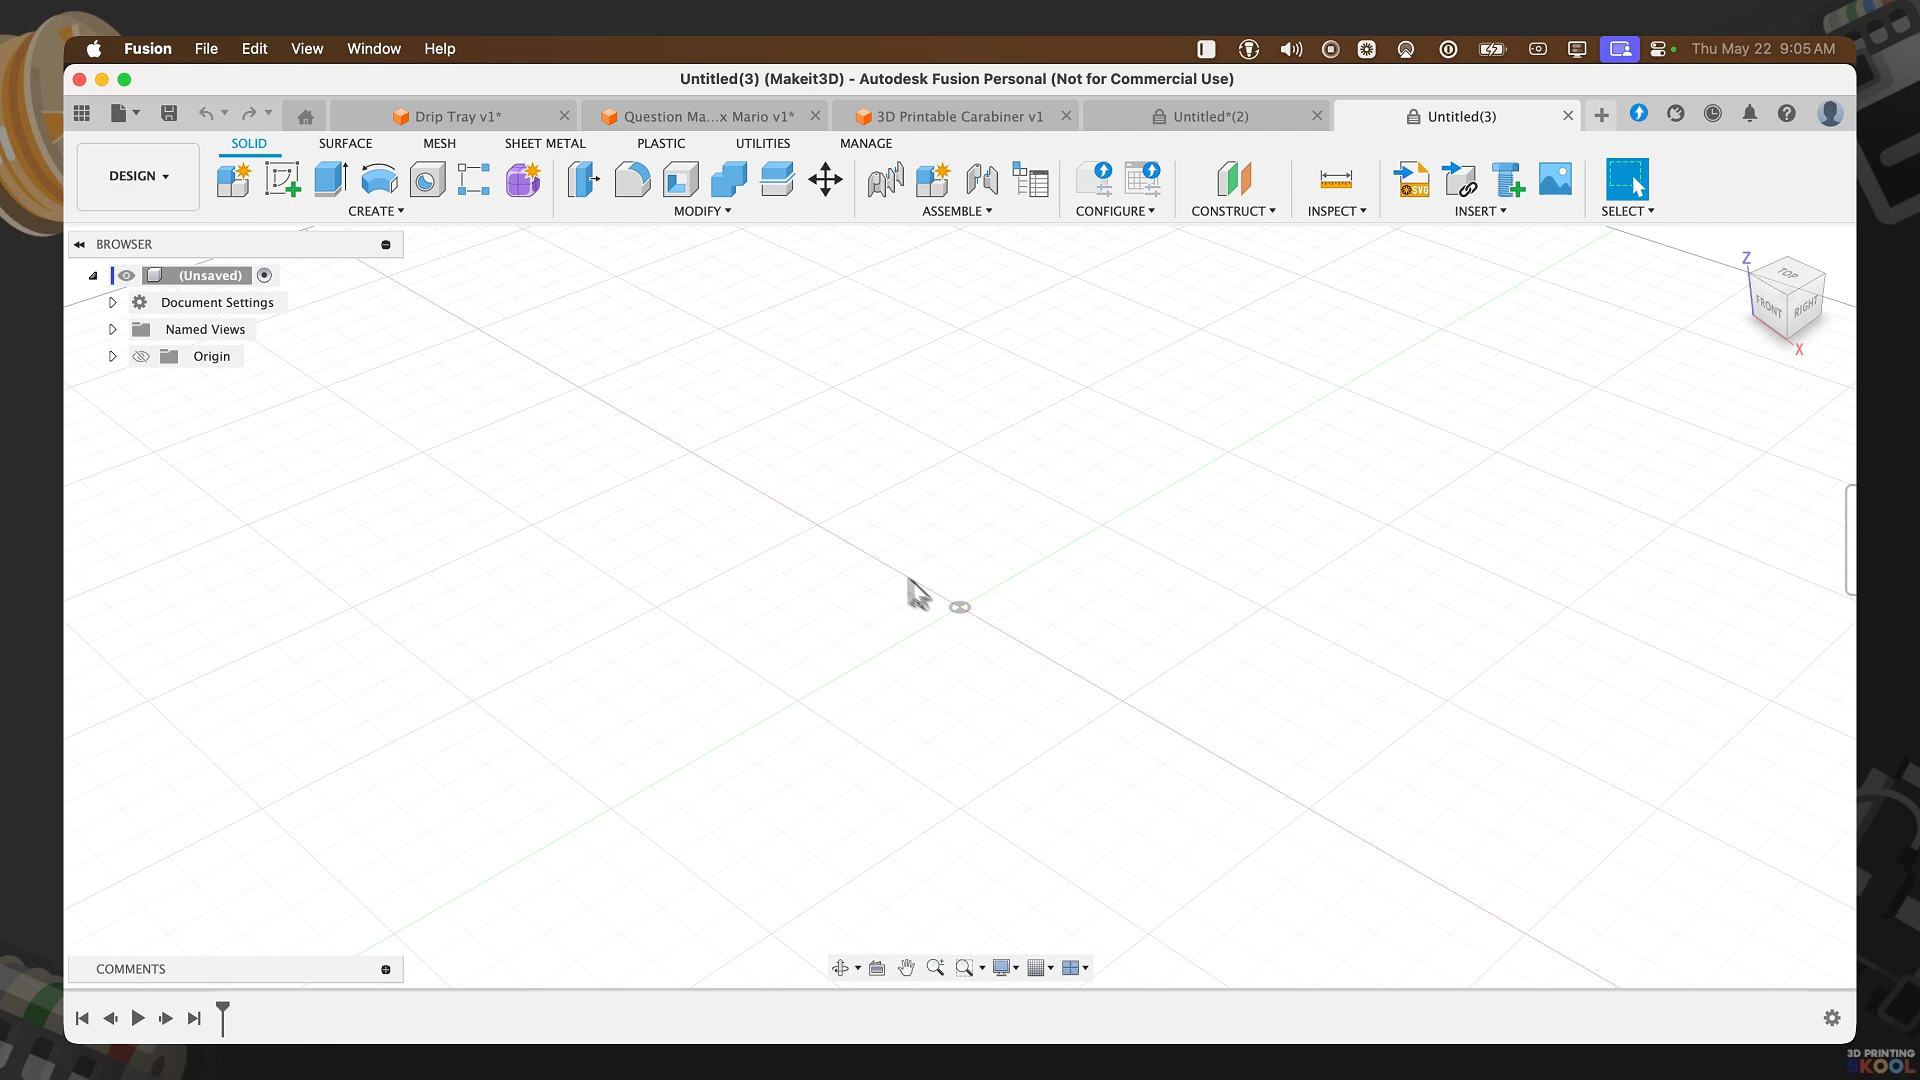 Fusion File Edit View Window Help Thu May 22 9:05 AM
Untitled(3) (Makeit3D) - Autodesk Fusion Personal (Not for Commercial Use)
Drip Tray v1* Question Ma...x Mario v1* 3D Printable Carabiner v1 Untitled*(2) Untitled(3)
SOLID SURFACE MESH SHEET METAL PLASTIC UTILITIES MANAGE
DESIGN
SVG
CREATE MODIFY ASSEMBLE CONFIGURE CONSTRUCT INSPECT INSERT SELECT
BROWSER
(Unsaved)
Document Settings
Named Views
Origin
Z
TOP
FRONT RIGHT
X
COMMENTS
3D PRINTING
SKOOL